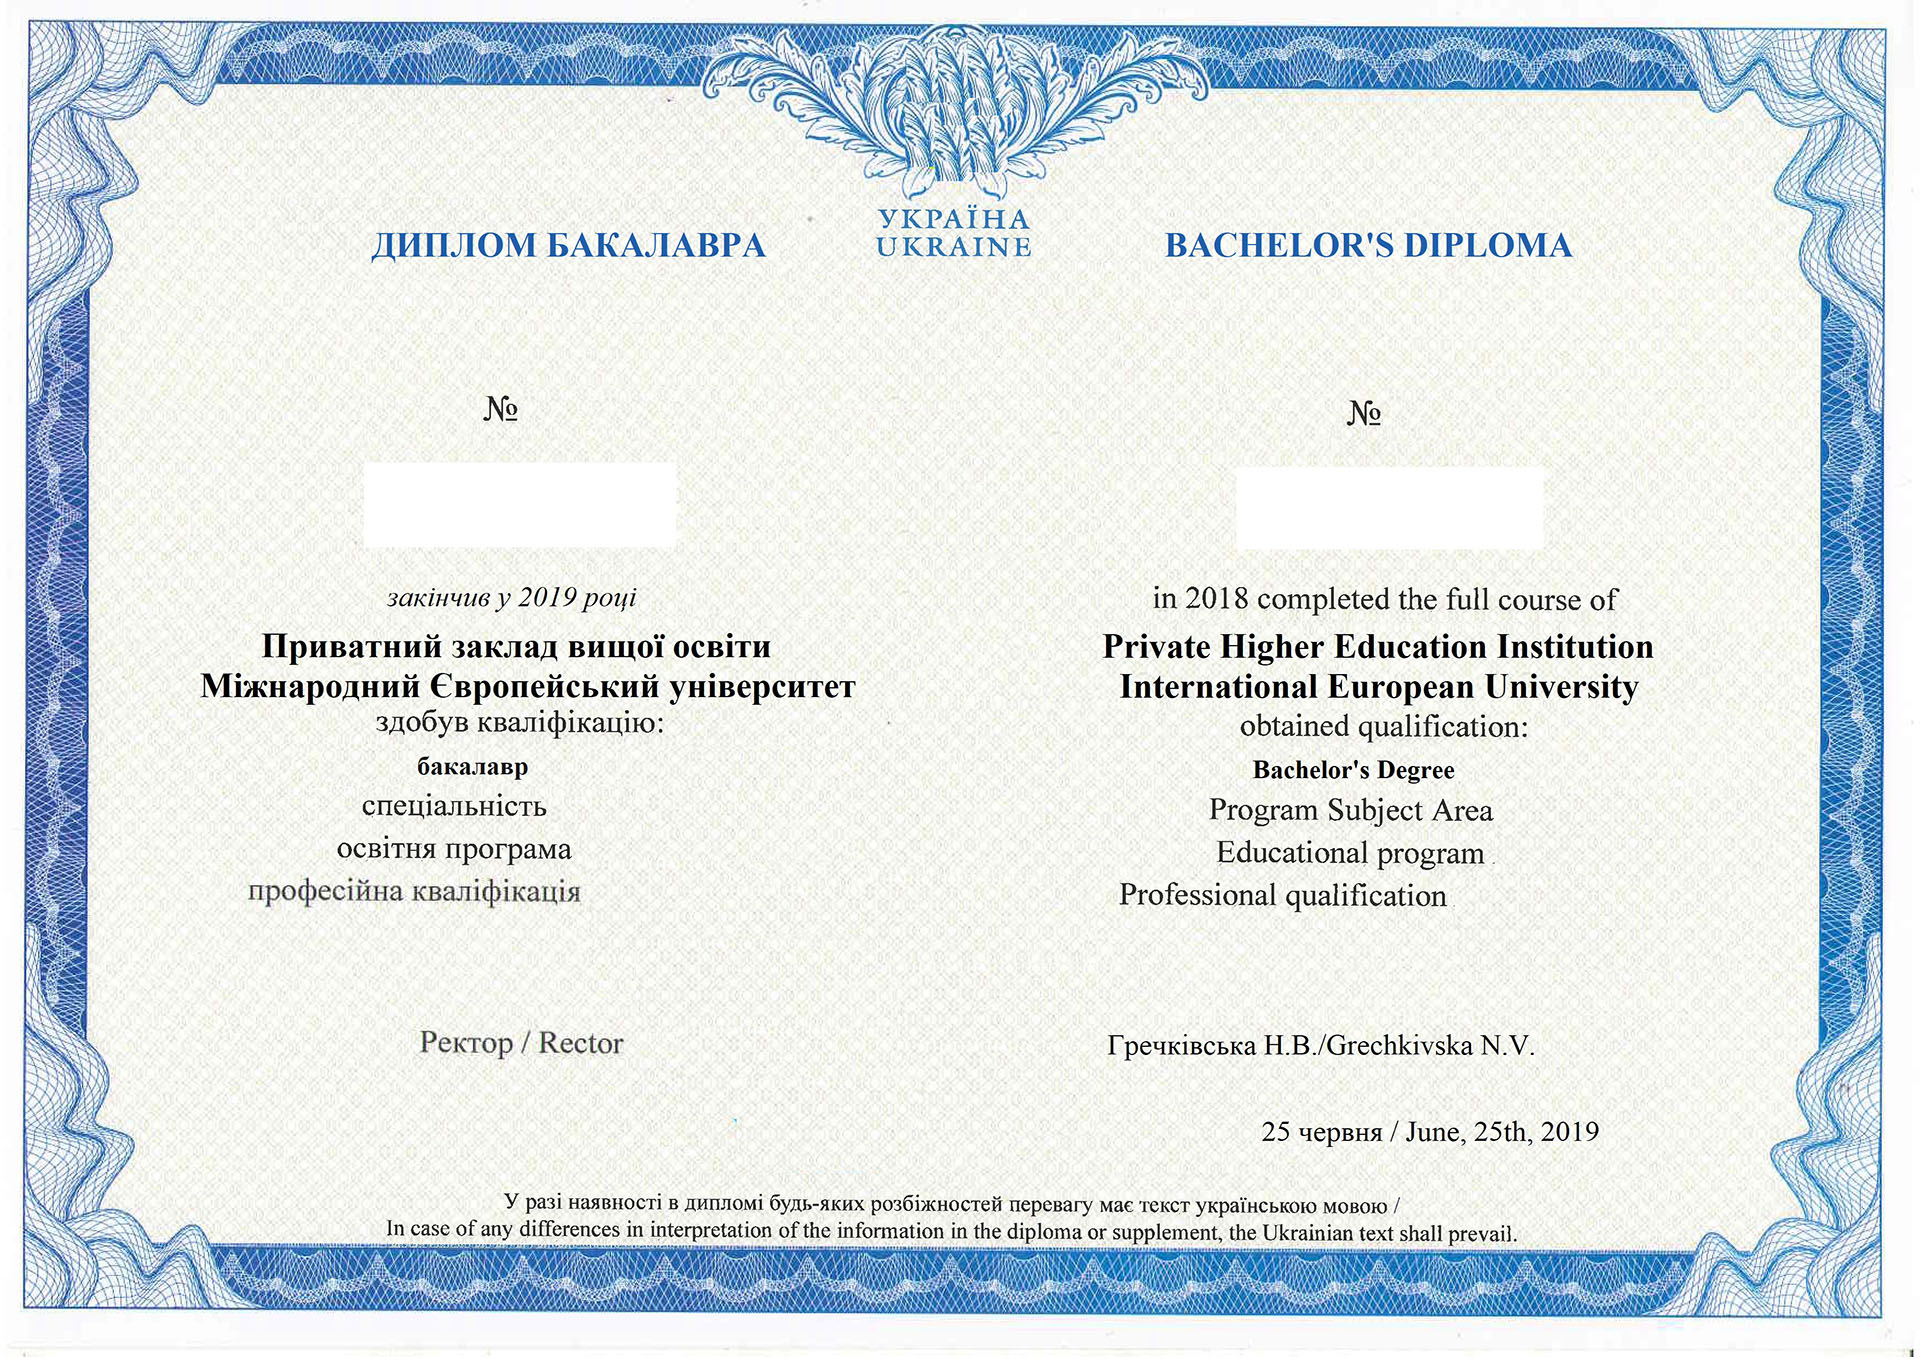 УКРАЇНА
UKRAINE
ДИПЛОМ БАКАЛАВРА
№
закінчив у 2019 році
Приватний заклад вищої освіти
Міжнародний Європейський університет
здобув кваліфікацію:
бакалавр
спеціальність
освітня програма
професійна кваліфікація
Ректор / Rector
BACHELOR'S DIPLOMA
№
in 2018 completed the full course of
Private Higher Education Institution
International European University
obtained qualification:
Bachelor's Degree
Program Subject Area
Educational program
Professional qualification
Гречківська Н.В./Grechkivska N.V.
25 червня / June, 25th, 2019
У разі наявності в дипломі будь-яких розбіжностей перевагу має текст українською мовою /
In case of any differences in interpretation of the information in the diploma or supplement, the Ukrainian text shall prevail.